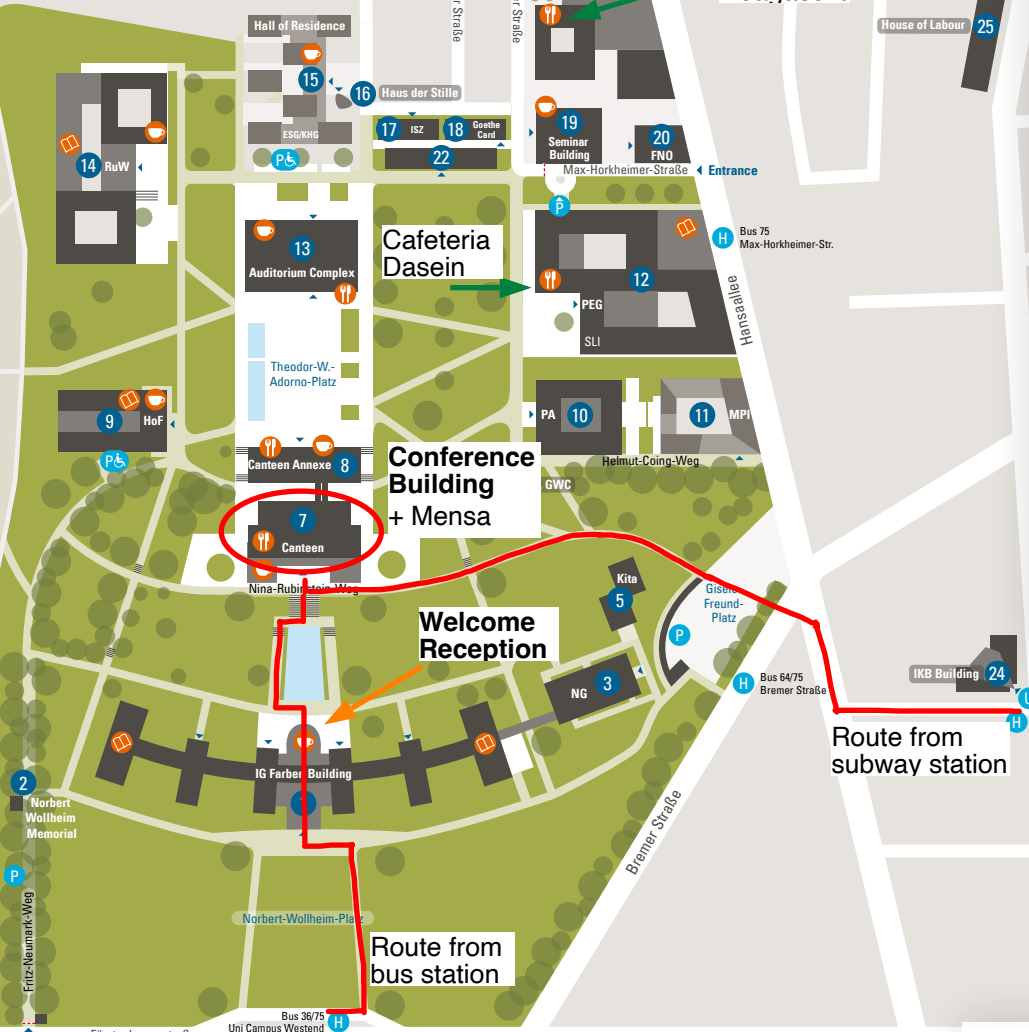 Hall of Residence
House of Labour
25
15
16
Haus der Stille
17
ISZ
18
Goethe
Card
19
Seminar
Building
20
FNO
ESG/KHG
14
RuW
P
22
Max-Horkheimer-Straße
Entrance
P
13
Auditorium Complex
Cafeteria
Dasein
H
Bus 75
Max-Horkheimer-Str.
12
PEG
SLI
Hansaallee
Theodor-W.-
Adorno-Platz
9
HoF
P
PA
10
11
MPI
Helmut-Coing-Weg
Canteen Annexe
8
Conference
Building
+ Mensa
GWC
7
Canteen
Nina-Rubinstein-Weg
Kita
5
Gisèle-
Freund-
Platz
P
Welcome
Reception
NG
3
H
Bus 64/75
Bremer Straße
IKB Building
24
U
H
Route from
subway station
IG Farben Building
2
Norbert
Wollheim
Memorial
Bremer Straße
P
Fritz-Neumark-Weg
Norbert-Wollheim-Platz
Route from
bus station
Bus 36/75
Uni Campus Westend
H